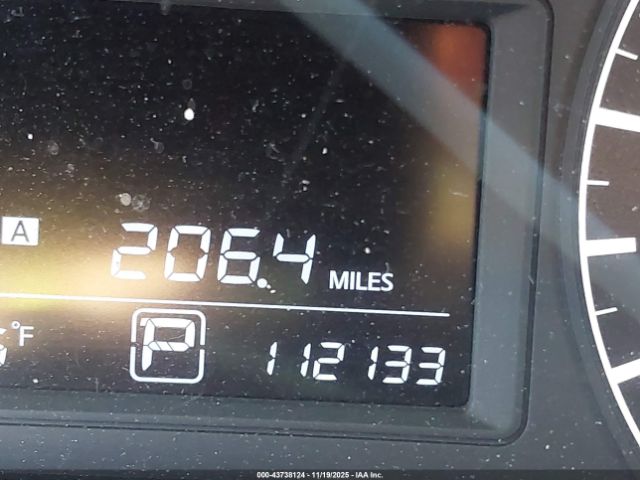 A 206.4 MILES
°F P 112133
000-43738124 - 11/19/2025 - IAA Inc.